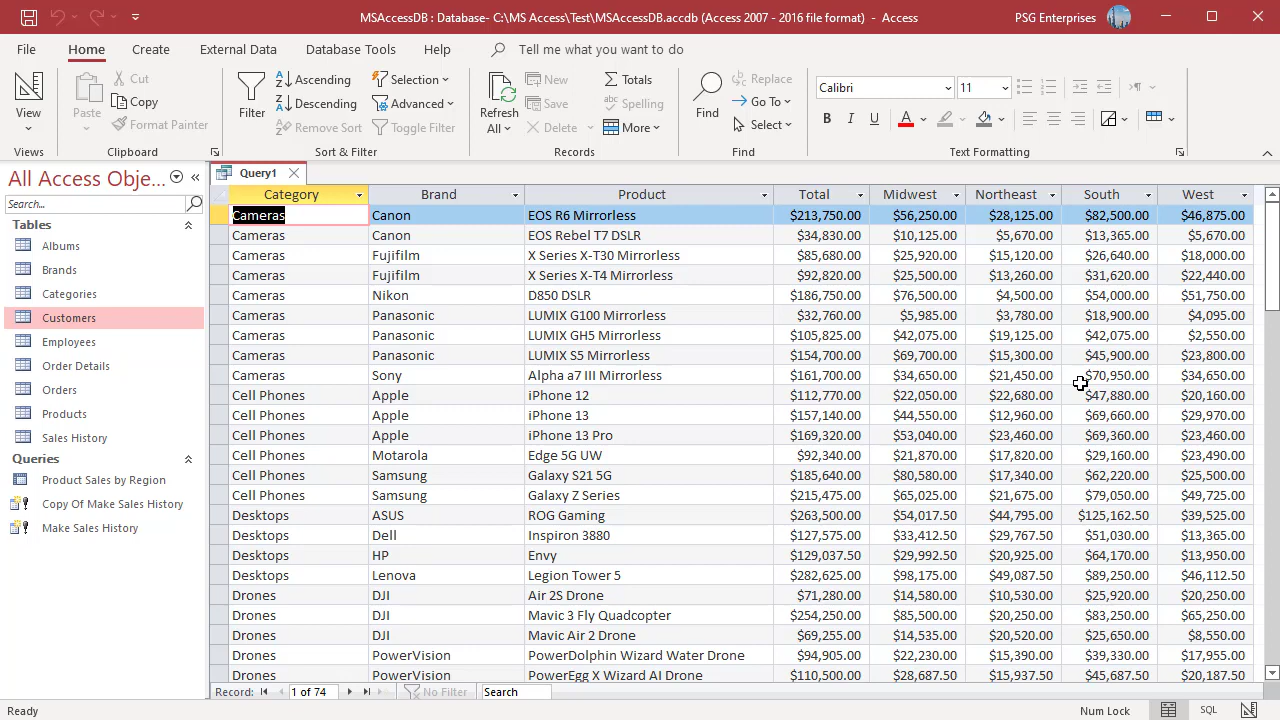 MSAccessDB : Database- C:\MS Access\Test\MSAccessDB.accdb (Access 2007 - 2016 file format) - Access
PSG Enterprises
File Home Create External Data Database Tools Help Tell me what you want to do
View
Views
Paste
Cut
Copy
Format Painter
Clipboard
Filter
Ascending
Descending
Remove Sort
Selection
Advanced
Toggle Filter
Sort & Filter
Refresh All
New
Save
Delete
Totals
Spelling
More
Records
Find
Replace
Go To
Select
Find
Calibri 11
B I U A
Text Formatting
All Access Obje...
Search...
Tables
Albums
Brands
Categories
Customers
Employees
Order Details
Orders
Products
Sales History
Queries
Product Sales by Region
Copy Of Make Sales History
Make Sales History
Query1
Category Brand Product Total Midwest Northeast South West
Cameras Canon EOS R6 Mirrorless $213,750.00 $56,250.00 $28,125.00 $82,500.00 $46,875.00
Cameras Canon EOS Rebel T7 DSLR $34,830.00 $10,125.00 $5,670.00 $13,365.00 $5,670.00
Cameras Fujifilm X Series X-T30 Mirrorless $85,680.00 $25,920.00 $15,120.00 $26,640.00 $18,000.00
Cameras Fujifilm X Series X-T4 Mirrorless $92,820.00 $25,500.00 $13,260.00 $31,620.00 $22,440.00
Cameras Nikon D850 DSLR $186,750.00 $76,500.00 $4,500.00 $54,000.00 $51,750.00
Cameras Panasonic LUMIX G100 Mirrorless $32,760.00 $5,985.00 $3,780.00 $18,900.00 $4,095.00
Cameras Panasonic LUMIX GH5 Mirrorless $105,825.00 $42,075.00 $19,125.00 $42,075.00 $2,550.00
Cameras Panasonic LUMIX S5 Mirrorless $154,700.00 $69,700.00 $15,300.00 $45,900.00 $23,800.00
Cameras Sony Alpha a7 III Mirrorless $161,700.00 $34,650.00 $21,450.00 $70,950.00 $34,650.00
Cell Phones Apple iPhone 12 $112,770.00 $22,050.00 $22,680.00 $47,880.00 $20,160.00
Cell Phones Apple iPhone 13 $157,140.00 $44,550.00 $12,960.00 $69,660.00 $29,970.00
Cell Phones Apple iPhone 13 Pro $169,320.00 $53,040.00 $23,460.00 $69,360.00 $23,460.00
Cell Phones Motarola Edge 5G UW $92,340.00 $21,870.00 $17,820.00 $29,160.00 $23,490.00
Cell Phones Samsung Galaxy S21 5G $185,640.00 $80,580.00 $17,340.00 $62,220.00 $25,500.00
Cell Phones Samsung Galaxy Z Series $215,475.00 $65,025.00 $21,675.00 $79,050.00 $49,725.00
Desktops ASUS ROG Gaming $263,500.00 $54,017.50 $44,795.00 $125,162.50 $39,525.00
Desktops Dell Inspiron 3880 $127,575.00 $33,412.50 $29,767.50 $51,030.00 $13,365.00
Desktops HP Envy $129,037.50 $29,992.50 $20,925.00 $64,170.00 $13,950.00
Desktops Lenova Legion Tower 5 $282,625.00 $98,175.00 $49,087.50 $89,250.00 $46,112.50
Drones DJI Air 2S Drone $71,280.00 $14,580.00 $10,530.00 $25,920.00 $20,250.00
Drones DJI Mavic 3 Fly Quadcopter $254,250.00 $85,500.00 $20,250.00 $83,250.00 $65,250.00
Drones DJI Mavic Air 2 Drone $69,255.00 $14,535.00 $20,520.00 $25,650.00 $8,550.00
Drones PowerVision PowerDolphin Wizard Water Drone $94,905.00 $22,230.00 $15,390.00 $39,330.00 $17,955.00
Drones PowerVision PowerEgg X Wizard AI Drone $110,500.00 $28,687.50 $15,937.50 $45,687.50 $20,187.50
Record: 1 of 74 No Filter Search
Ready Num Lock SQL